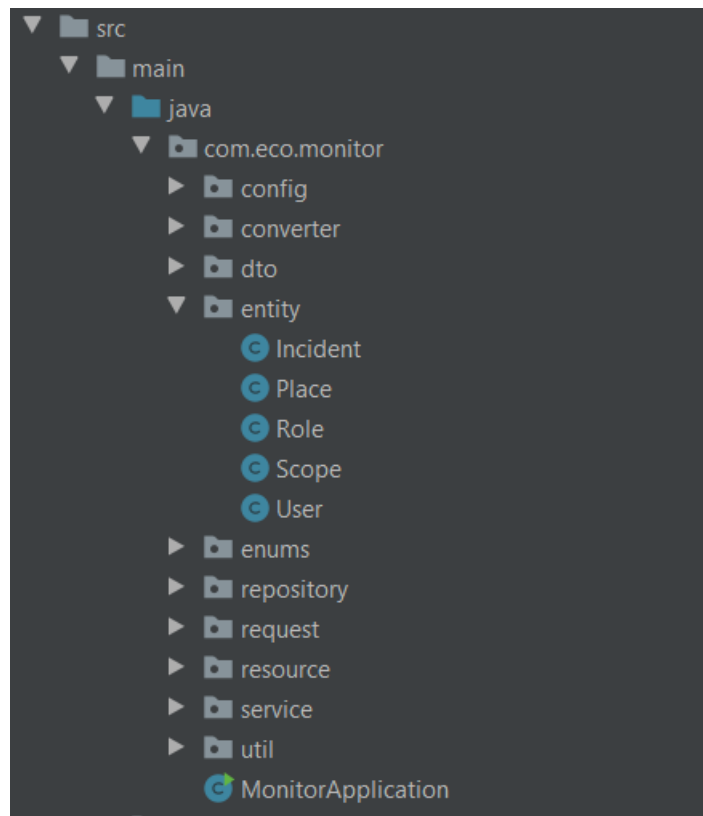 src
main
java
com.eco.monitor
config
converter
dto
entity
Incident
Place
Role
Scope
User
enums
repository
request
resource
service
util
MonitorApplication